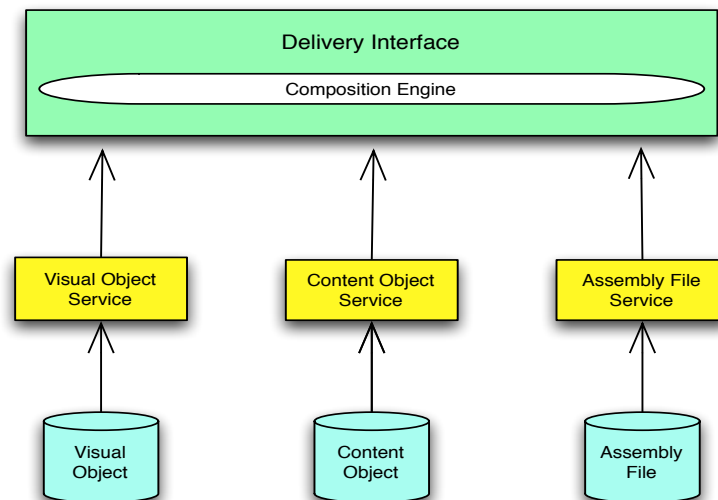 Delivery Interface
Composition Engine
Visual Object
Service
Content Object
Service
Assembly File
Service
Visual
Object
Content
Object
Assembly
File